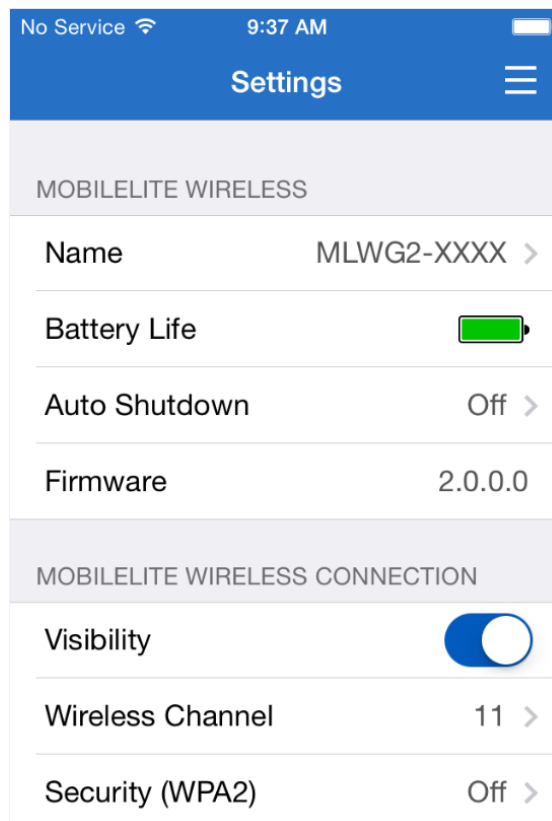 No Service 9:37 AM
Settings
MOBILELITE WIRELESS
Name MLWG2-XXXX
Battery Life
Auto Shutdown Off
Firmware 2.0.0.0
MOBILELITE WIRELESS CONNECTION
Visibility
Wireless Channel 11
Security (WPA2) Off